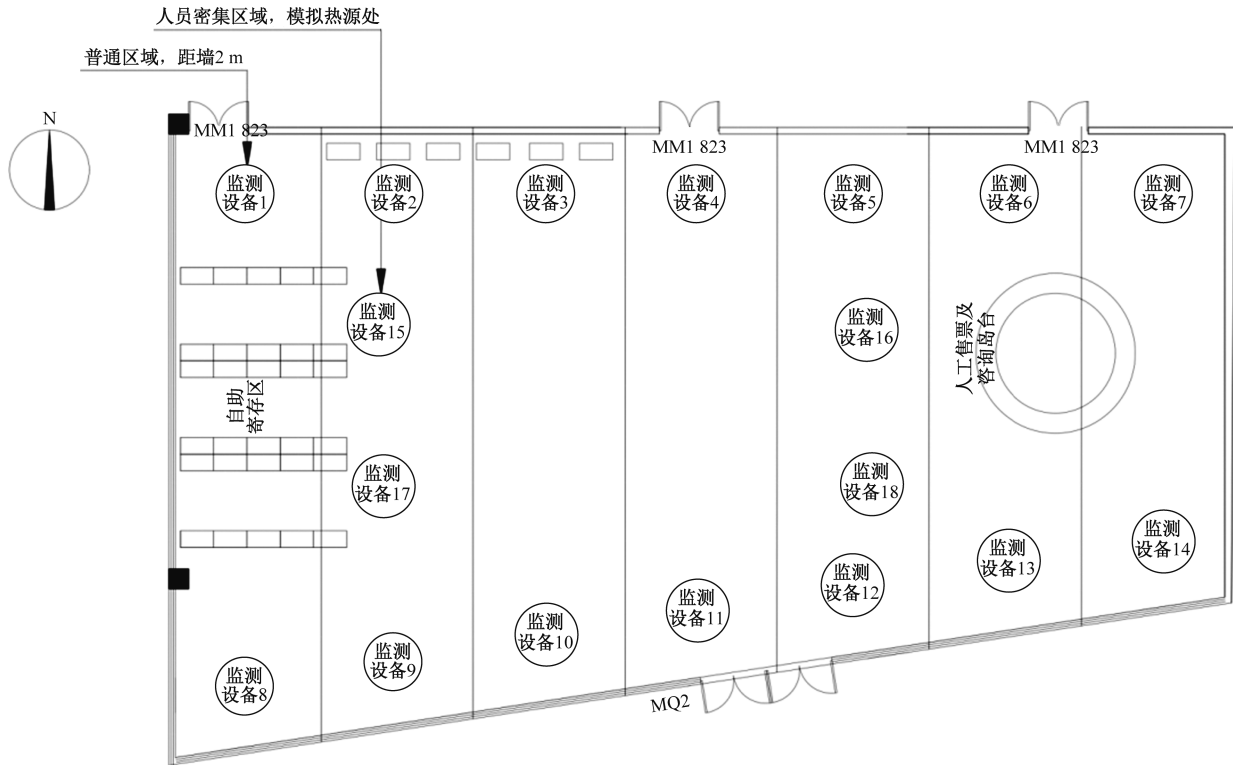 人员密集区域，模拟热源处
普通区域，距墙2 m
N
MM1 823
MM1 823
MM1 823
监测
设备1
监测
设备2
监测
设备3
监测
设备4
监测
设备5
监测
设备6
监测
设备7
监测
设备15
监测
设备16
人工售票及
咨询岛台
自助
寄存区
监测
设备17
监测
设备18
监测
设备8
监测
设备9
监测
设备10
监测
设备11
监测
设备12
监测
设备13
监测
设备14
MQ2